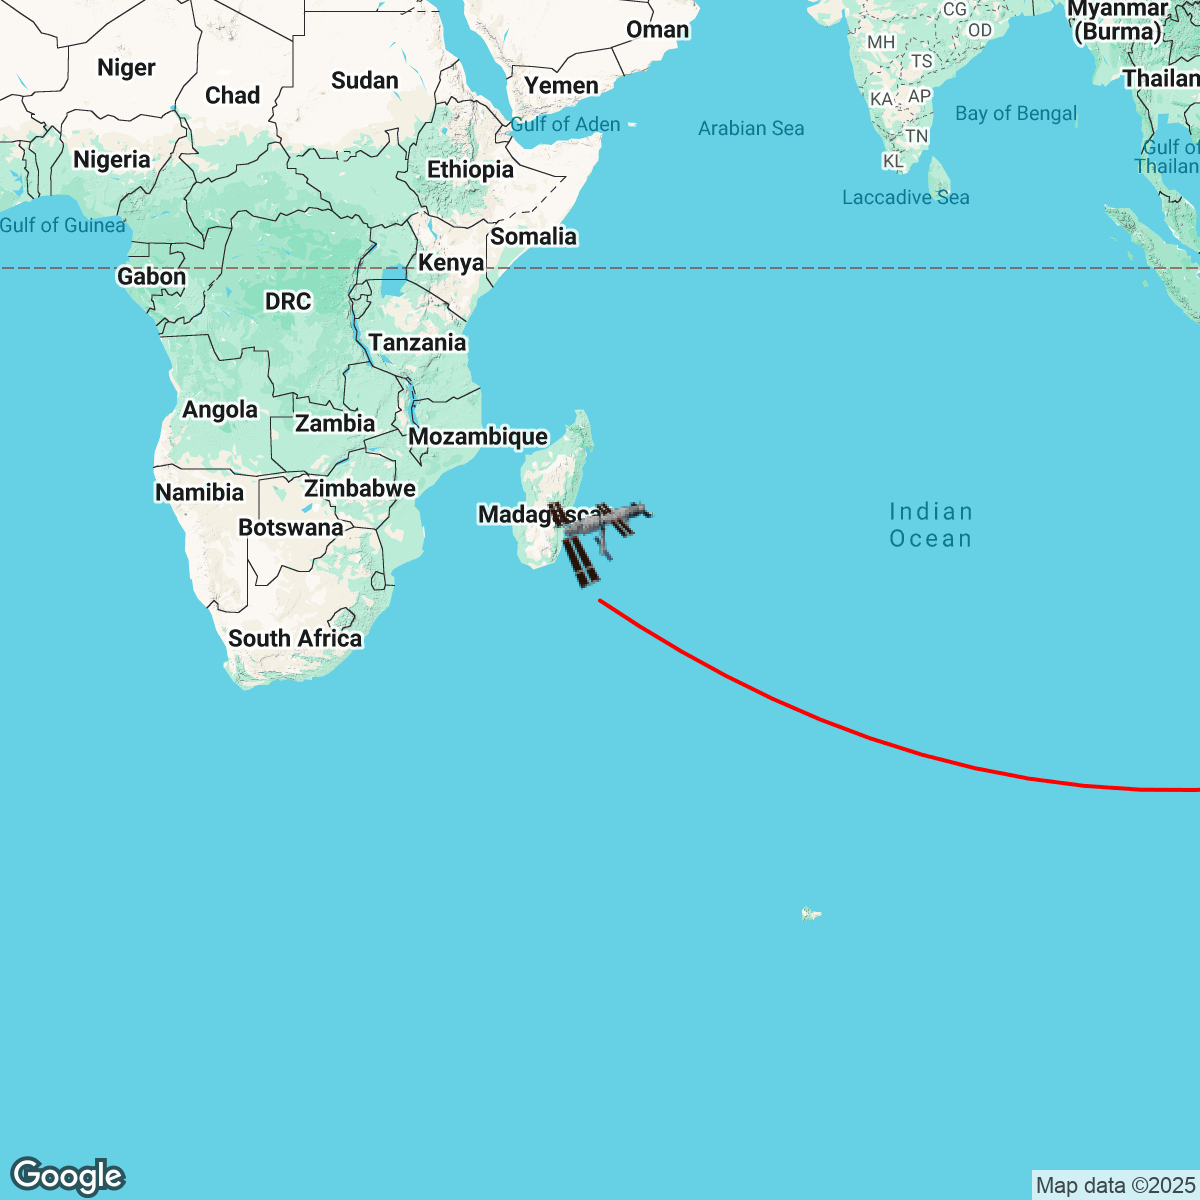 Oman
CG
Myanmar
(Burma)
MH
OD
Niger
TS
Chad
Sudan
Yemen
Thailan
KA
AP
Gulf of Aden
Arabian Sea
Bay of Bengal
TN
Nigeria
Ethiopia
KL
Gulf of
Thailan
Laccadive Sea
Gulf of Guinea
Somalia
Kenya
Gabon
DRC
Tanzania
Angola
Zambia
Mozambique
Namibia
Zimbabwe
Botswana
Madagasca
Indian
Ocean
South Africa
Google
Map data ©2025